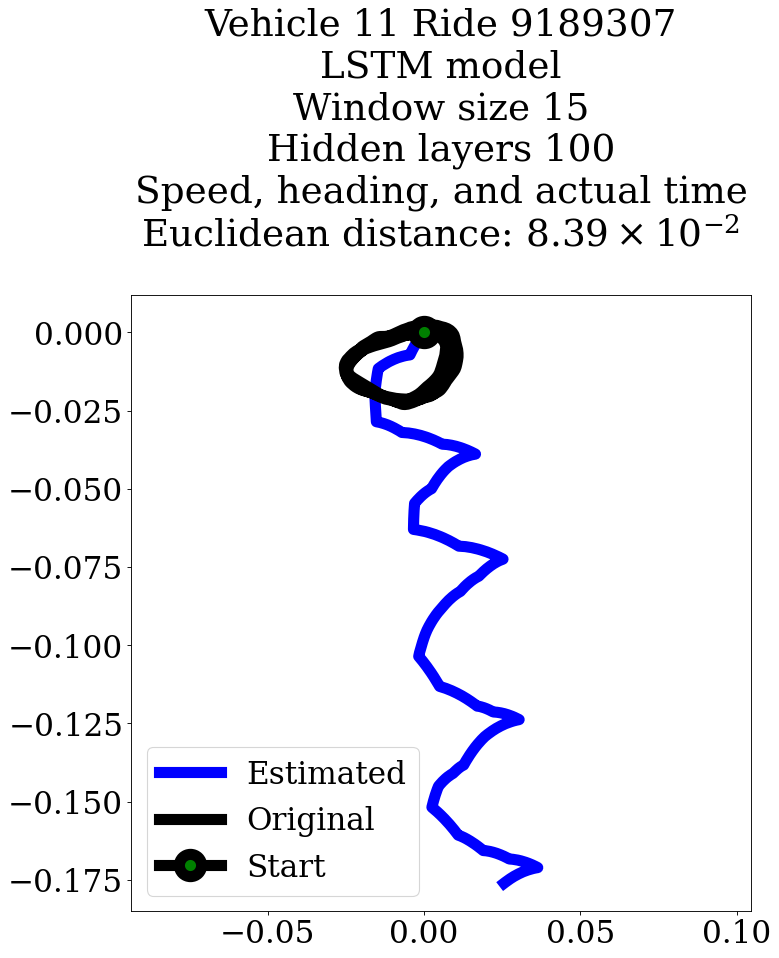 Vehicle 11 Ride 9189307
LSTM model
Window size 15
Hidden layers 100
Speed, heading, and actual time
Euclidean distance: 8.39 × 10⁻²
0.000
−0.025
−0.050
−0.075
−0.100
−0.125
−0.150
−0.175
Estimated
Original
Start
−0.05 0.00 0.05 0.10